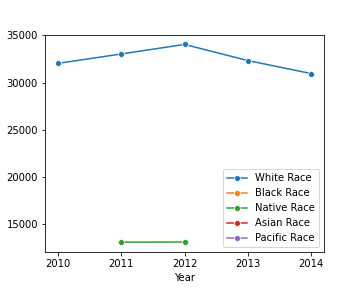 35000
30000
25000
20000
15000
White Race
Black Race
Native Race
Asian Race
Pacific Race
2010 2011 2012 2013 2014
Year